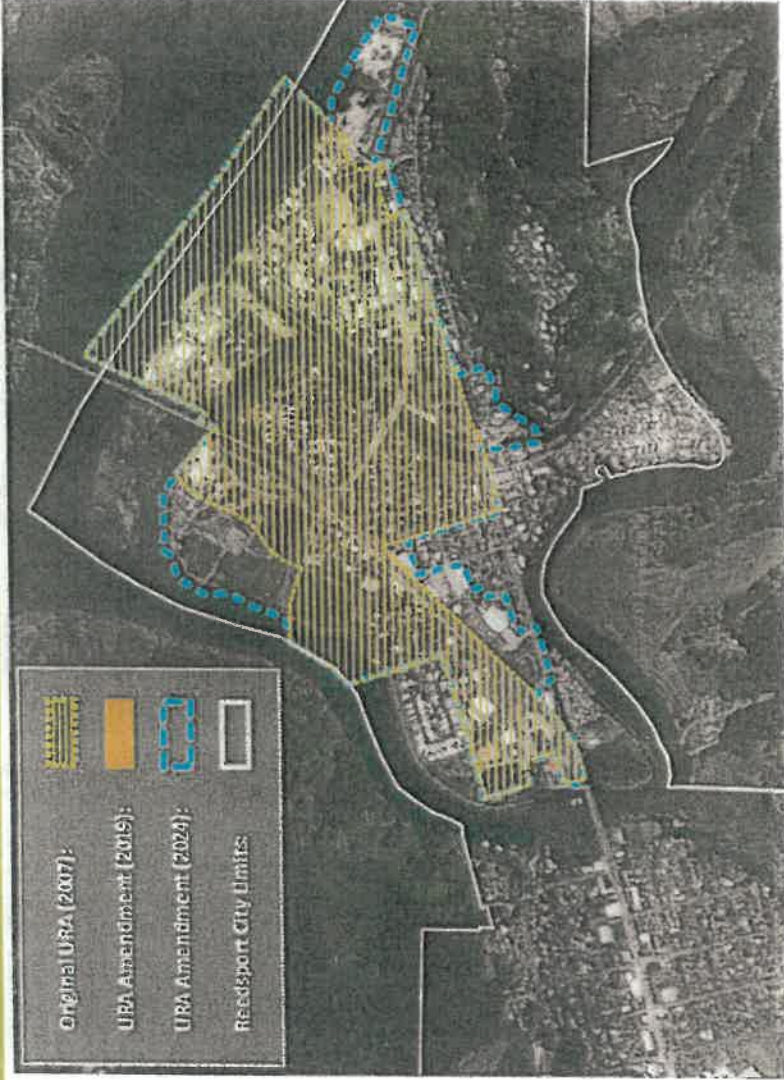 Original URA (2007):
URA Amendment (2019):
URA Amendment (2024):
Reedsport City Limits: